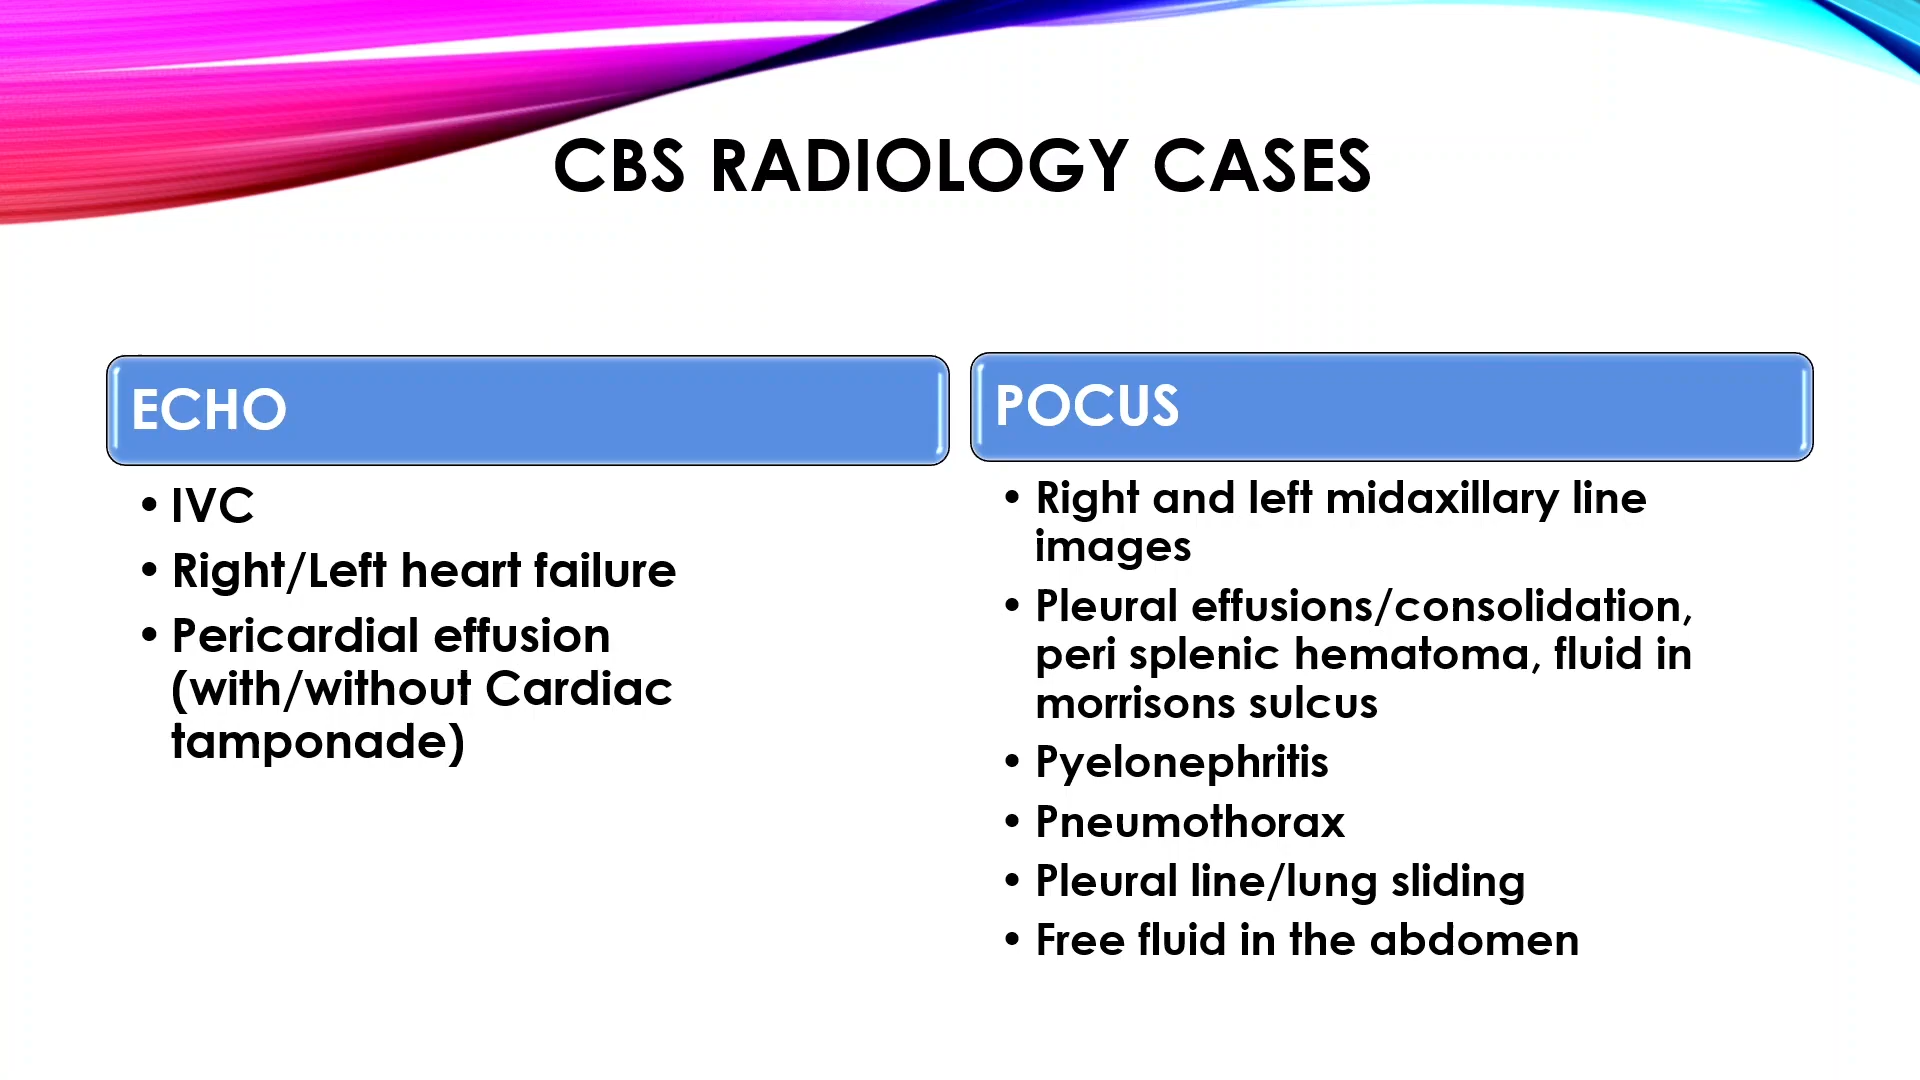 CBS RADIOLOGY CASES
ECHO
• IVC
• Right/Left heart failure
• Pericardial effusion
(with/without Cardiac
tamponade)
POCUS
• Right and left midaxillary line
images
• Pleural effusions/consolidation,
peri splenic hematoma, fluid in
morrisons sulcus
• Pyelonephritis
• Pneumothorax
• Pleural line/lung sliding
• Free fluid in the abdomen